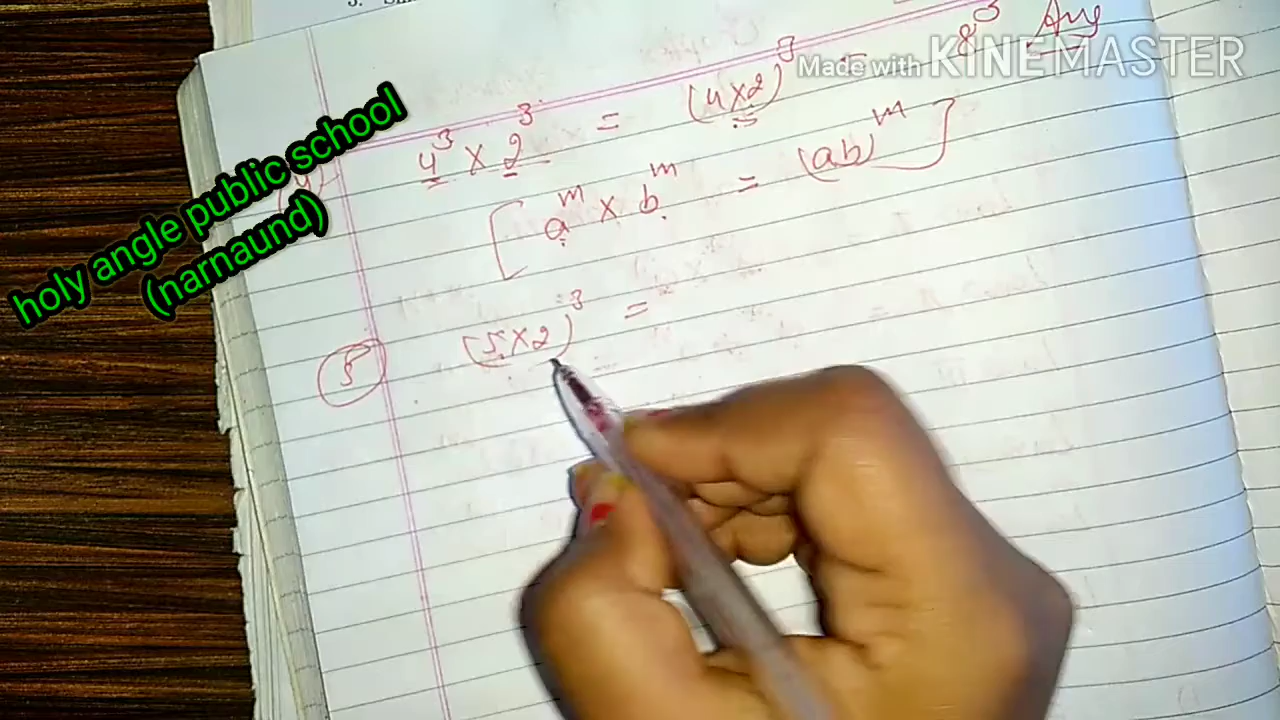 Made with KINEMASTER
holy angle public school
(narnaund)
4³ × 2³ = (4×2)³ = 8³ Ans
[a^m × b^m = (ab)^m]
5 (5×2)³ =